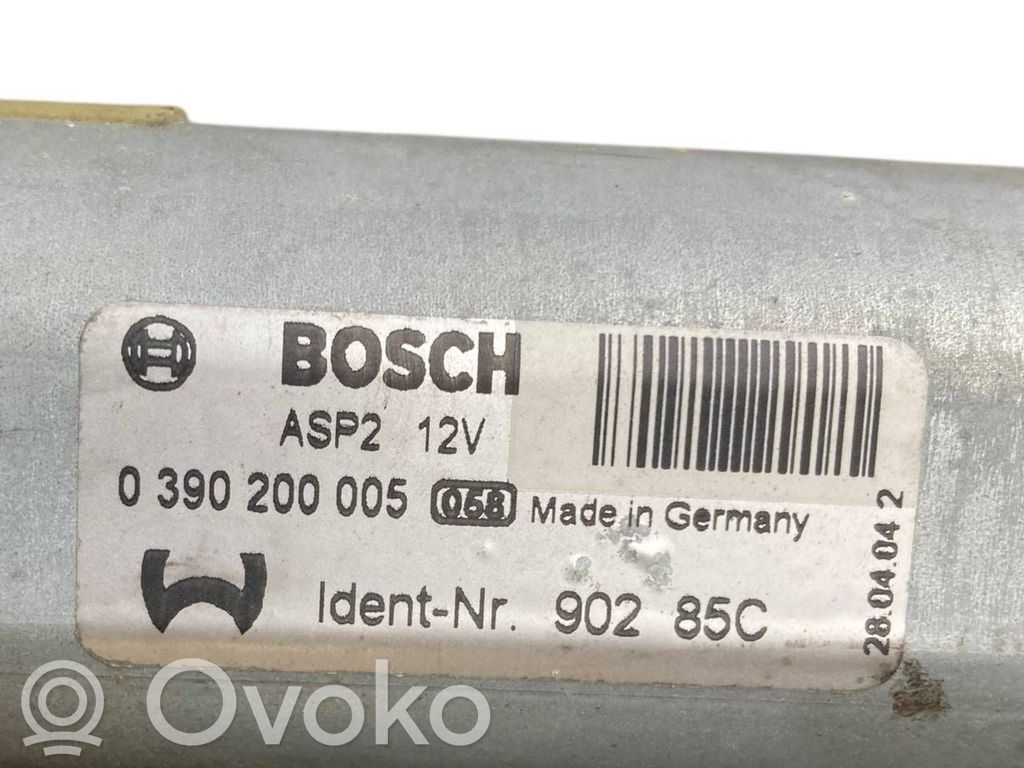 BOSCH
ASP2 12V
0 390 200 005 068 Made in Germany
Ident-Nr. 902 85C
28.04.04 2
Ovoko